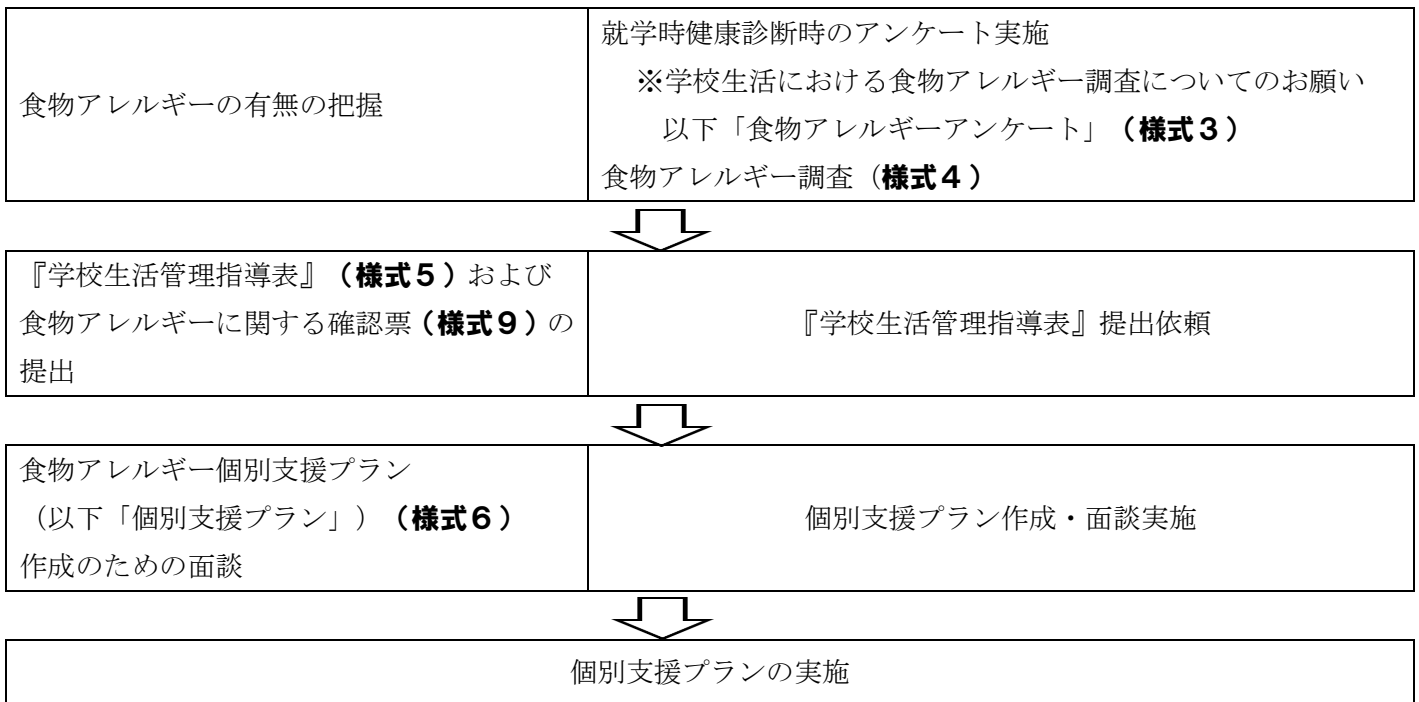 食物アレルギーの有無の把握
就学時健康診断時のアンケート実施
※学校生活における食物アレルギー調査についてのお願い
以下「食物アレルギーアンケート」（様式３）
食物アレルギー調査（様式４）
『学校生活管理指導表』（様式５）および
食物アレルギーに関する確認票（様式９）の
提出
『学校生活管理指導表』提出依頼
食物アレルギー個別支援プラン
（以下「個別支援プラン」）（様式６）
作成のための面談
個別支援プラン作成・面談実施
個別支援プランの実施